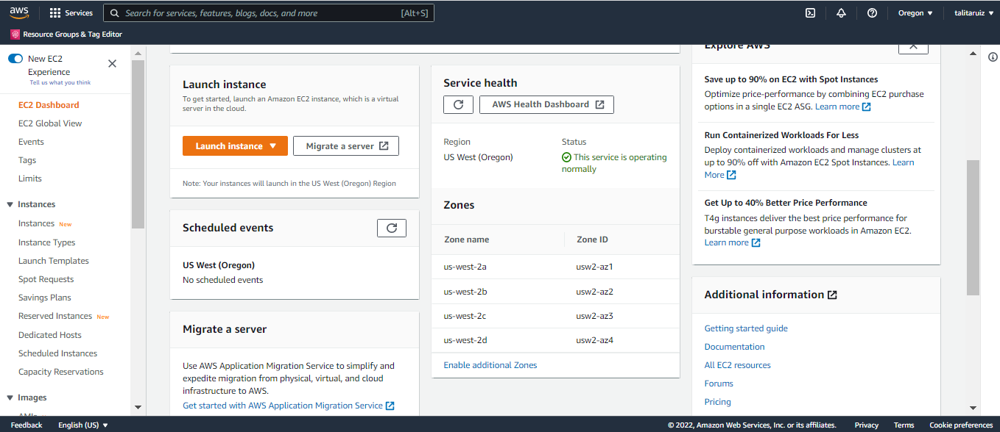 aws
Services
Search for services, features, blogs, docs, and more
[Alt+S]
Oregon
talitaruiz
Resource Groups & Tag Editor
New EC2
Experience
Tell us what you think
EC2 Dashboard
EC2 Global View
Events
Tags
Limits
Instances
Instances New
Instance Types
Launch Templates
Spot Requests
Savings Plans
Reserved Instances New
Dedicated Hosts
Scheduled Instances
Capacity Reservations
Images
AMIs
Launch instance
To get started, launch an Amazon EC2 instance, which is a virtual
server in the cloud.
Launch instance
Migrate a server
Note: Your instances will launch in the US West (Oregon) Region
Scheduled events
US West (Oregon)
No scheduled events
Migrate a server
Use AWS Application Migration Service to simplify and
expedite migration from physical, virtual, and cloud
infrastructure to AWS.
Get started with AWS Application Migration Service
Service health
AWS Health Dashboard
Region
Status
US West (Oregon)
This service is operating
normally
Zones
Zone name
Zone ID
us-west-2a
usw2-az1
us-west-2b
usw2-az2
us-west-2c
usw2-az3
us-west-2d
usw2-az4
Enable additional Zones
Explore AWS
Save up to 90% on EC2 with Spot Instances
Optimize price-performance by combining EC2 purchase
options in a single EC2 ASG. Learn more
Run Containerized Workloads For Less
Deploy containerized workloads and manage clusters at
up to 90% off with Amazon EC2 Spot Instances. Learn
More
Get Up to 40% Better Price Performance
T4g instances deliver the best price performance for
burstable general purpose workloads in Amazon EC2.
Learn more
Additional information
Getting started guide
Documentation
All EC2 resources
Forums
Pricing
Feedback
English (US)
© 2022, Amazon Web Services, Inc. or its affiliates.
Privacy
Terms
Cookie preferences